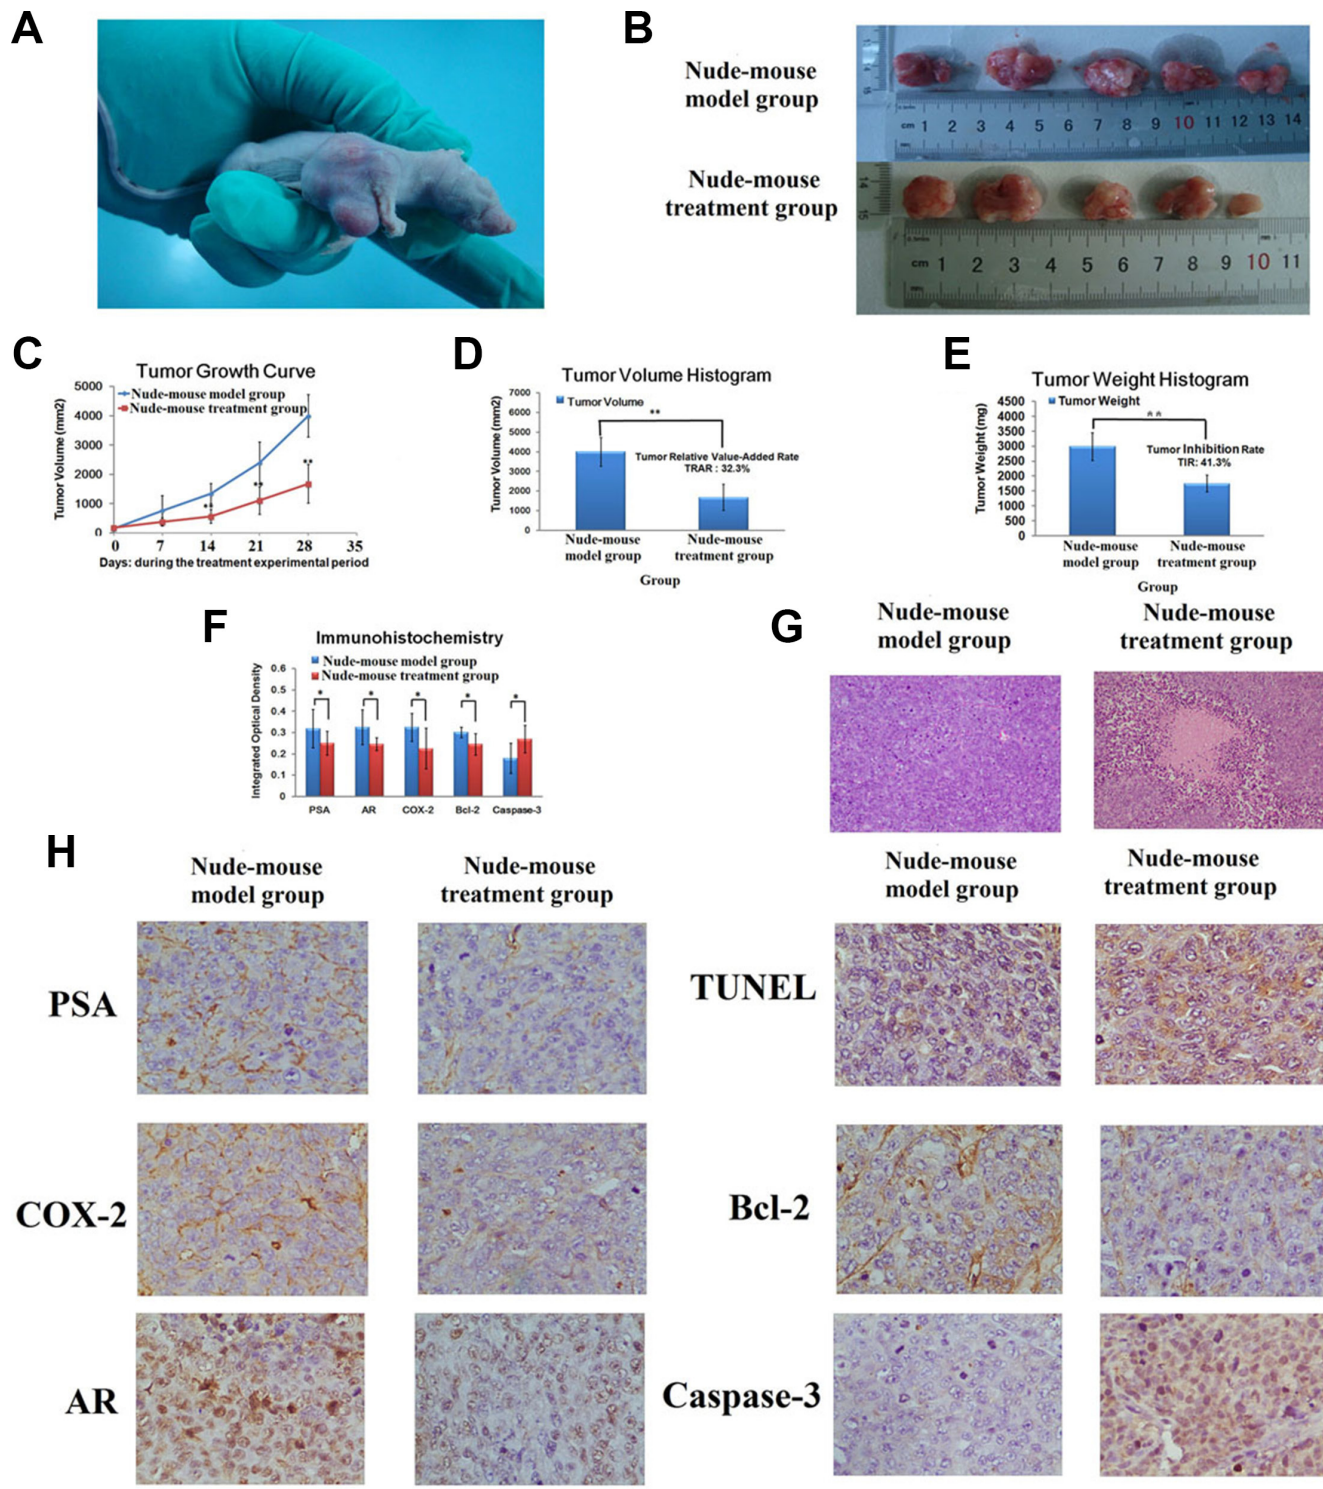 A
B
Nude-mouse
model group
cm 1 2 3 4 5 6 7 8 9 10 11 12 13 14
Nude-mouse
treatment group
14
15
cm 1 2 3 4 5 6 7 8 9 10 11
C
Tumor Growth Curve
Tumor Volume (mm2)
5000
4000
3000
2000
1000
0
Nude-mouse model group
Nude-mouse treatment group
**
**
**
0 7 14 21 28 35
Days: during the treatment experimental period
D
Tumor Volume Histogram
Tumor Volume (mm2)
7000
6000
5000
4000
3000
2000
1000
0
Tumor Volume
**
Tumor Relative Value-Added Rate
TRAR : 32.3%
Nude-mouse
model group
Nude-mouse
treatment group
Group
E
Tumor Weight Histogram
Tumor Weight (mg)
4500
4000
3500
3000
2500
2000
1500
1000
500
0
Tumor Weight
**
Tumor Inhibition Rate
TIR: 41.3%
Nude-mouse
model group
Nude-mouse
treatment group
Group
F
Immunohistochemistry
Integrated Optical Density
0.6
0.5
0.4
0.3
0.2
0.1
0
Nude-mouse model group
Nude-mouse treatment group
* * * * *
PSA AR COX-2 Bcl-2 Caspase-3
G
Nude-mouse
model group
Nude-mouse
treatment group
H
Nude-mouse
model group
Nude-mouse
treatment group
Nude-mouse
model group
Nude-mouse
treatment group
PSA
TUNEL
COX-2
Bcl-2
AR
Caspase-3